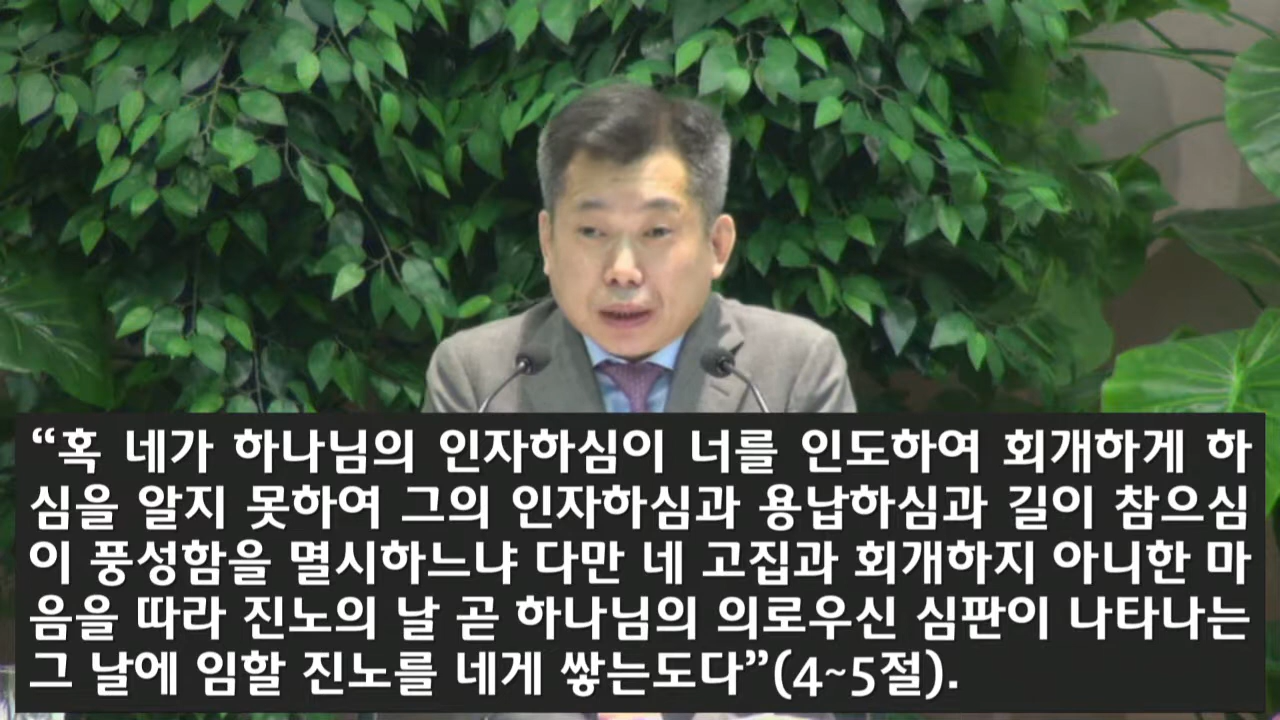 “혹 네가 하나님의 인자하심이 너를 인도하여 회개하게 하
심을 알지 못하여 그의 인자하심과 용납하심과 길이 참으심
이 풍성함을 멸시하느냐 다만 네 고집과 회개하지 아니한 마
음을 따라 진노의 날 곧 하나님의 의로우신 심판이 나타나는
그 날에 임할 진노를 네게 쌓는도다”(4~5절).